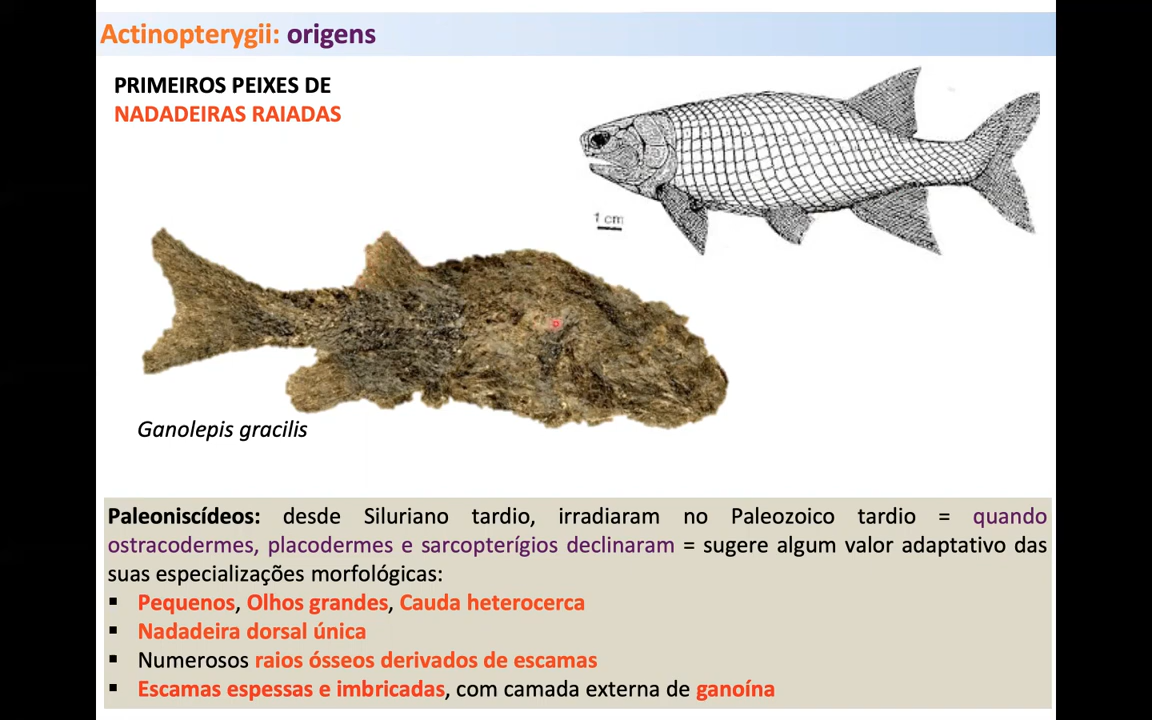 Actinopterygii: origens
PRIMEIROS PEIXES DE
NADADEIRAS RAIADAS
1 cm
Ganolepis gracilis
Paleoniscídeos: desde Siluriano tardio, irradiaram no Paleozoico tardio = quando
ostracodermes, placodermes e sarcopterígios declinaram = sugere algum valor adaptativo das
suas especializações morfológicas:
▪ Pequenos, Olhos grandes, Cauda heterocerca
▪ Nadadeira dorsal única
▪ Numerosos raios ósseos derivados de escamas
▪ Escamas espessas e imbricadas, com camada externa de ganoína